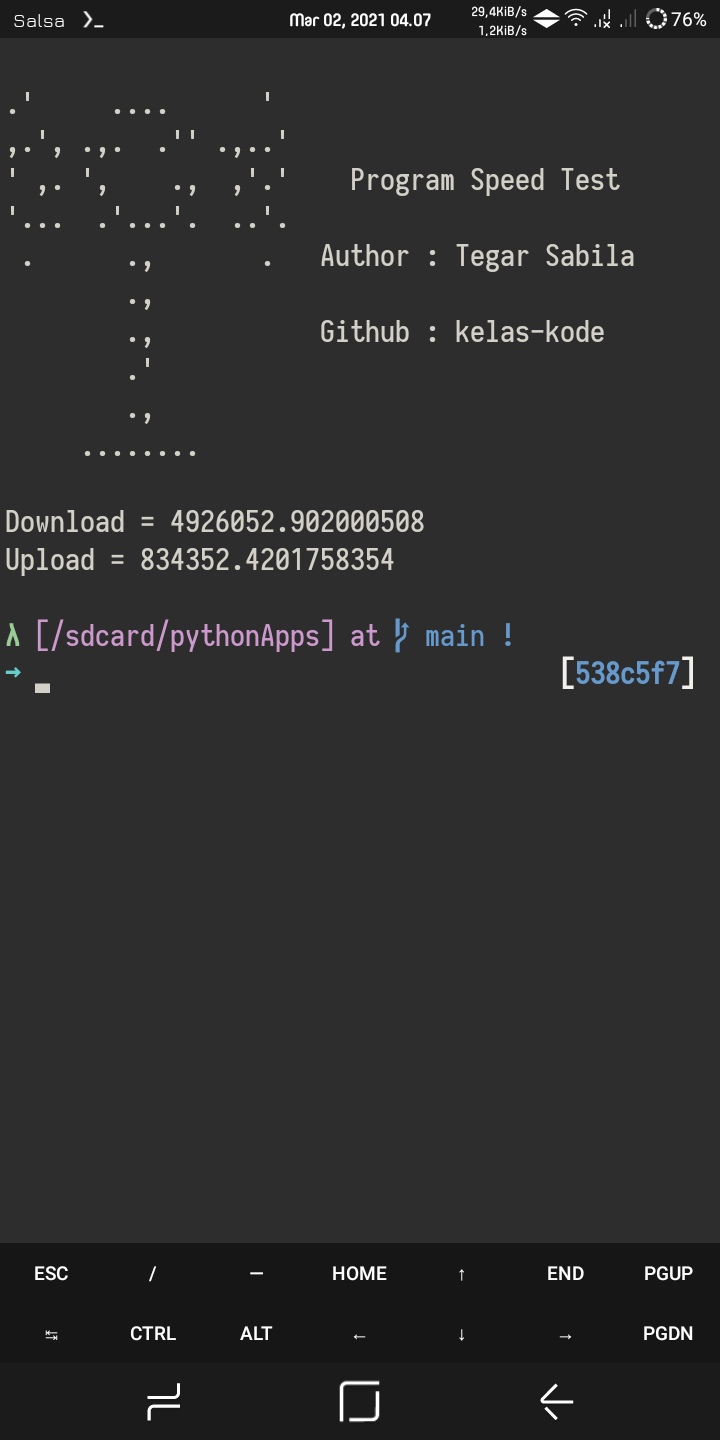 Salsa Mar 02, 2021 04.07 29,4KiB/s 76%
1,2KiB/s
.'     ....      '
,.', .,.  .'' .,..'
' ,. ',    .,  ,'.'    Program Speed Test
'...  .'...'.  ..'.
 .      .,       .   Author : Tegar Sabila
        .,
        .,           Github : kelas-kode
        .'
        .,
     ........
Download = 4926052.902000508
Upload = 834352.4201758354
λ [/sdcard/pythonApps] at main !
→ [538c5f7]
ESC / — HOME ↑ END PGUP
↹ CTRL ALT ← ↓ → PGDN